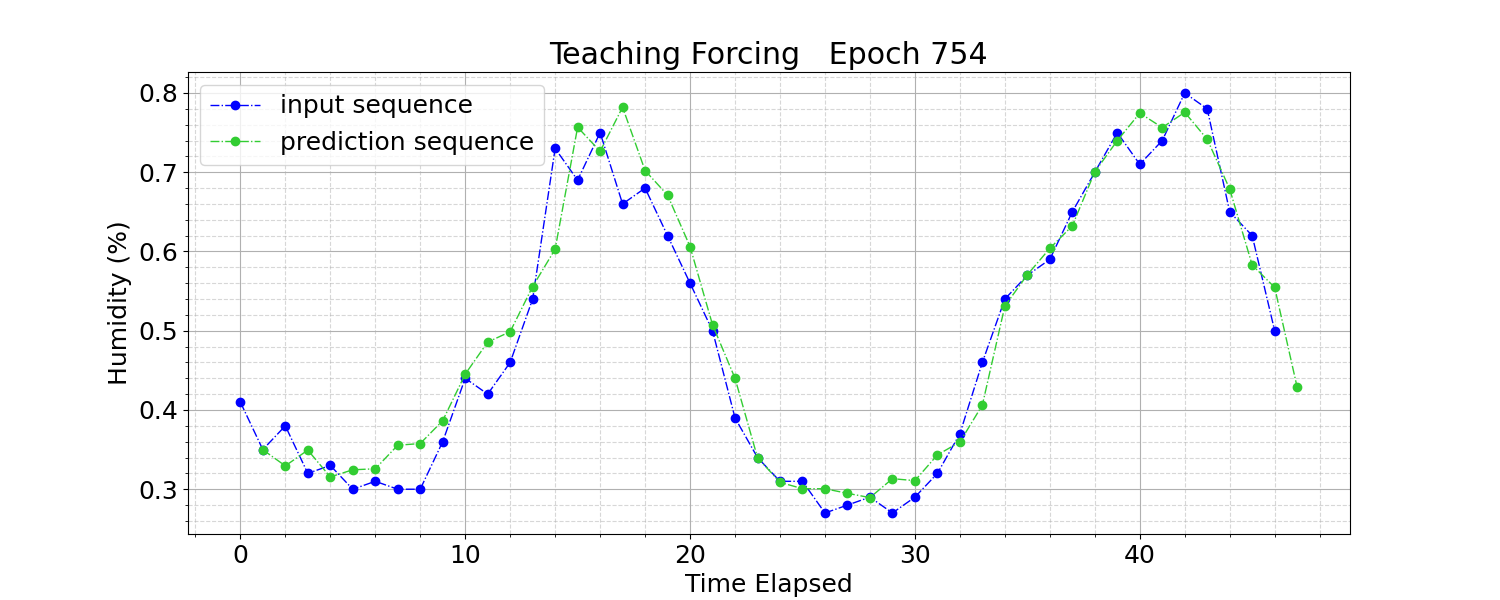 Teaching Forcing   Epoch 754
input sequence
prediction sequence
Humidity (%)
0.8
0.7
0.6
0.5
0.4
0.3
0 10 20 30 40
Time Elapsed